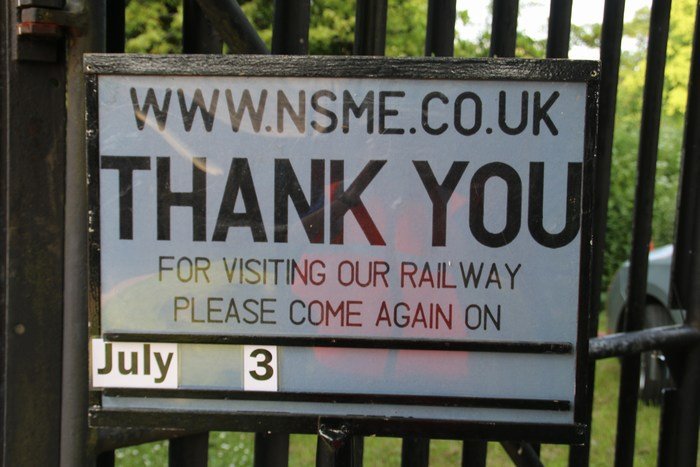 WWW.NSME.CO.UK
THANK YOU
FOR VISITING OUR RAILWAY
PLEASE COME AGAIN ON
July 3